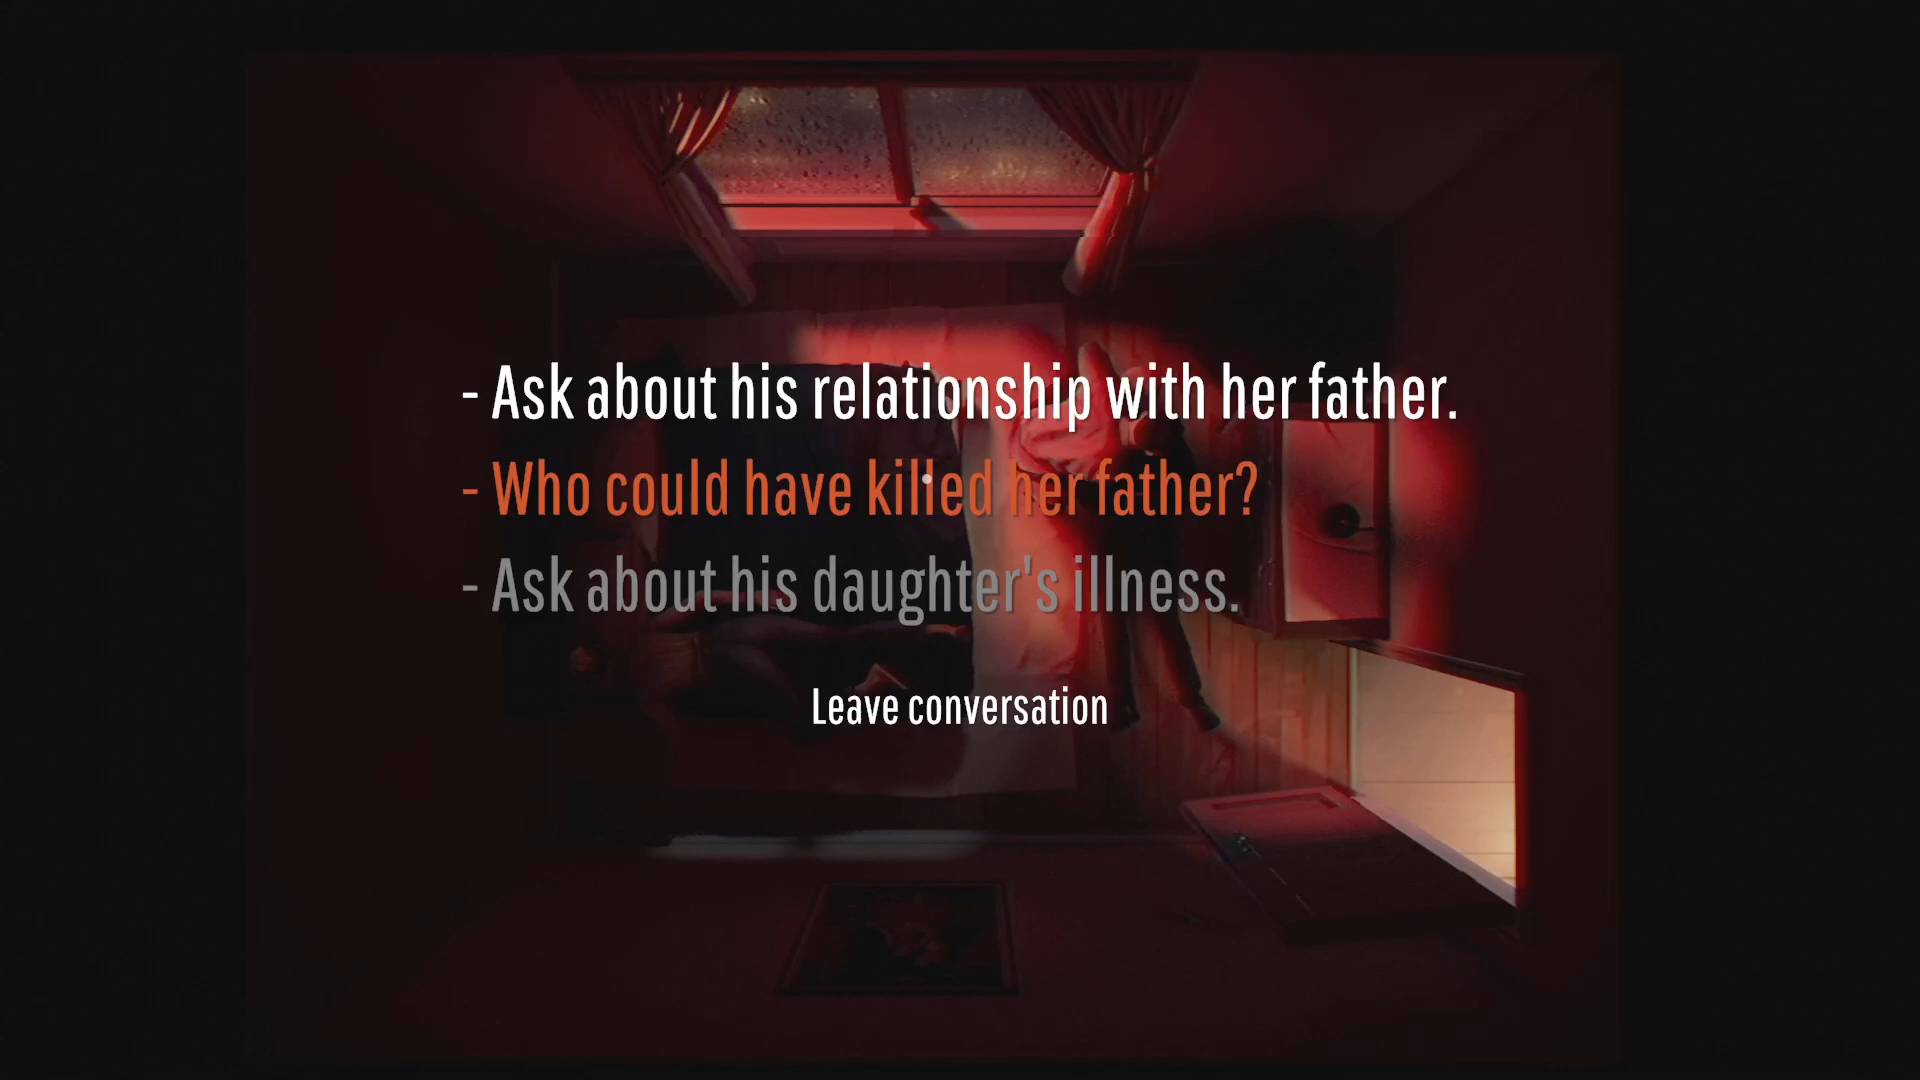 - Ask about his relationship with her father.
- Who could have killed her father?
- Ask about his daughter's illness.
Leave conversation